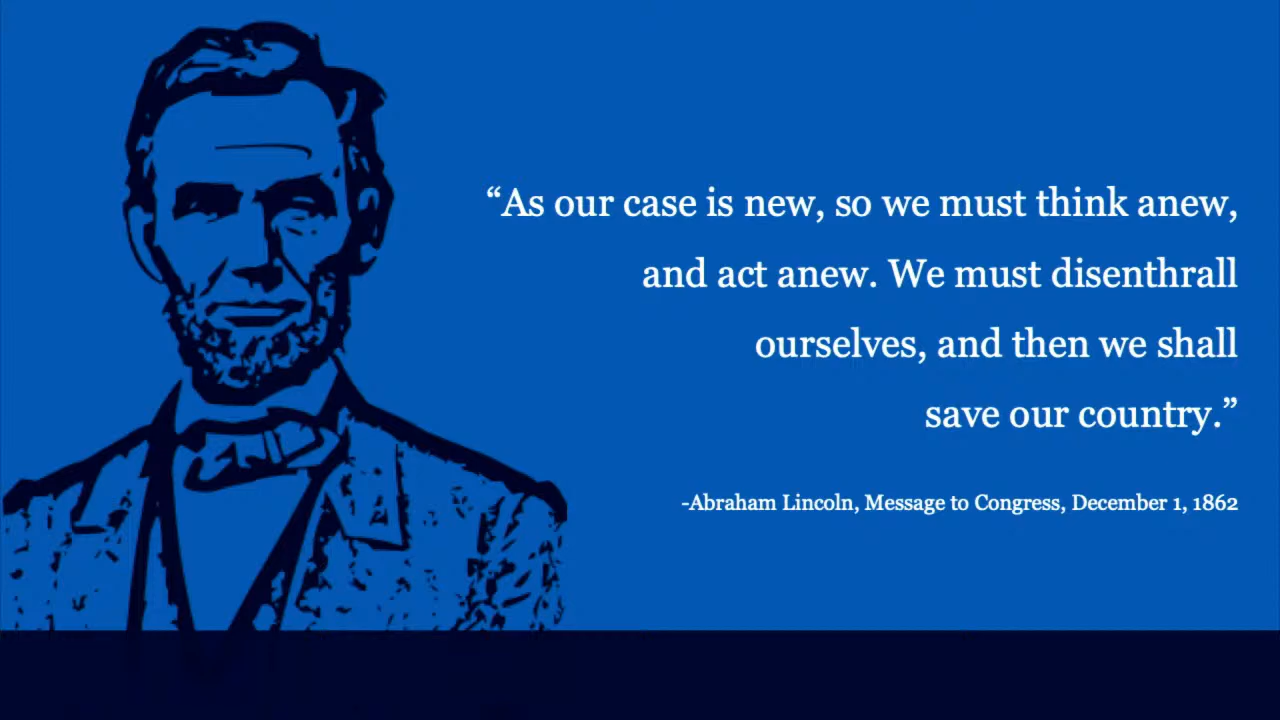 “As our case is new, so we must think anew,
and act anew. We must disenthrall
ourselves, and then we shall
save our country.”
-Abraham Lincoln, Message to Congress, December 1, 1862